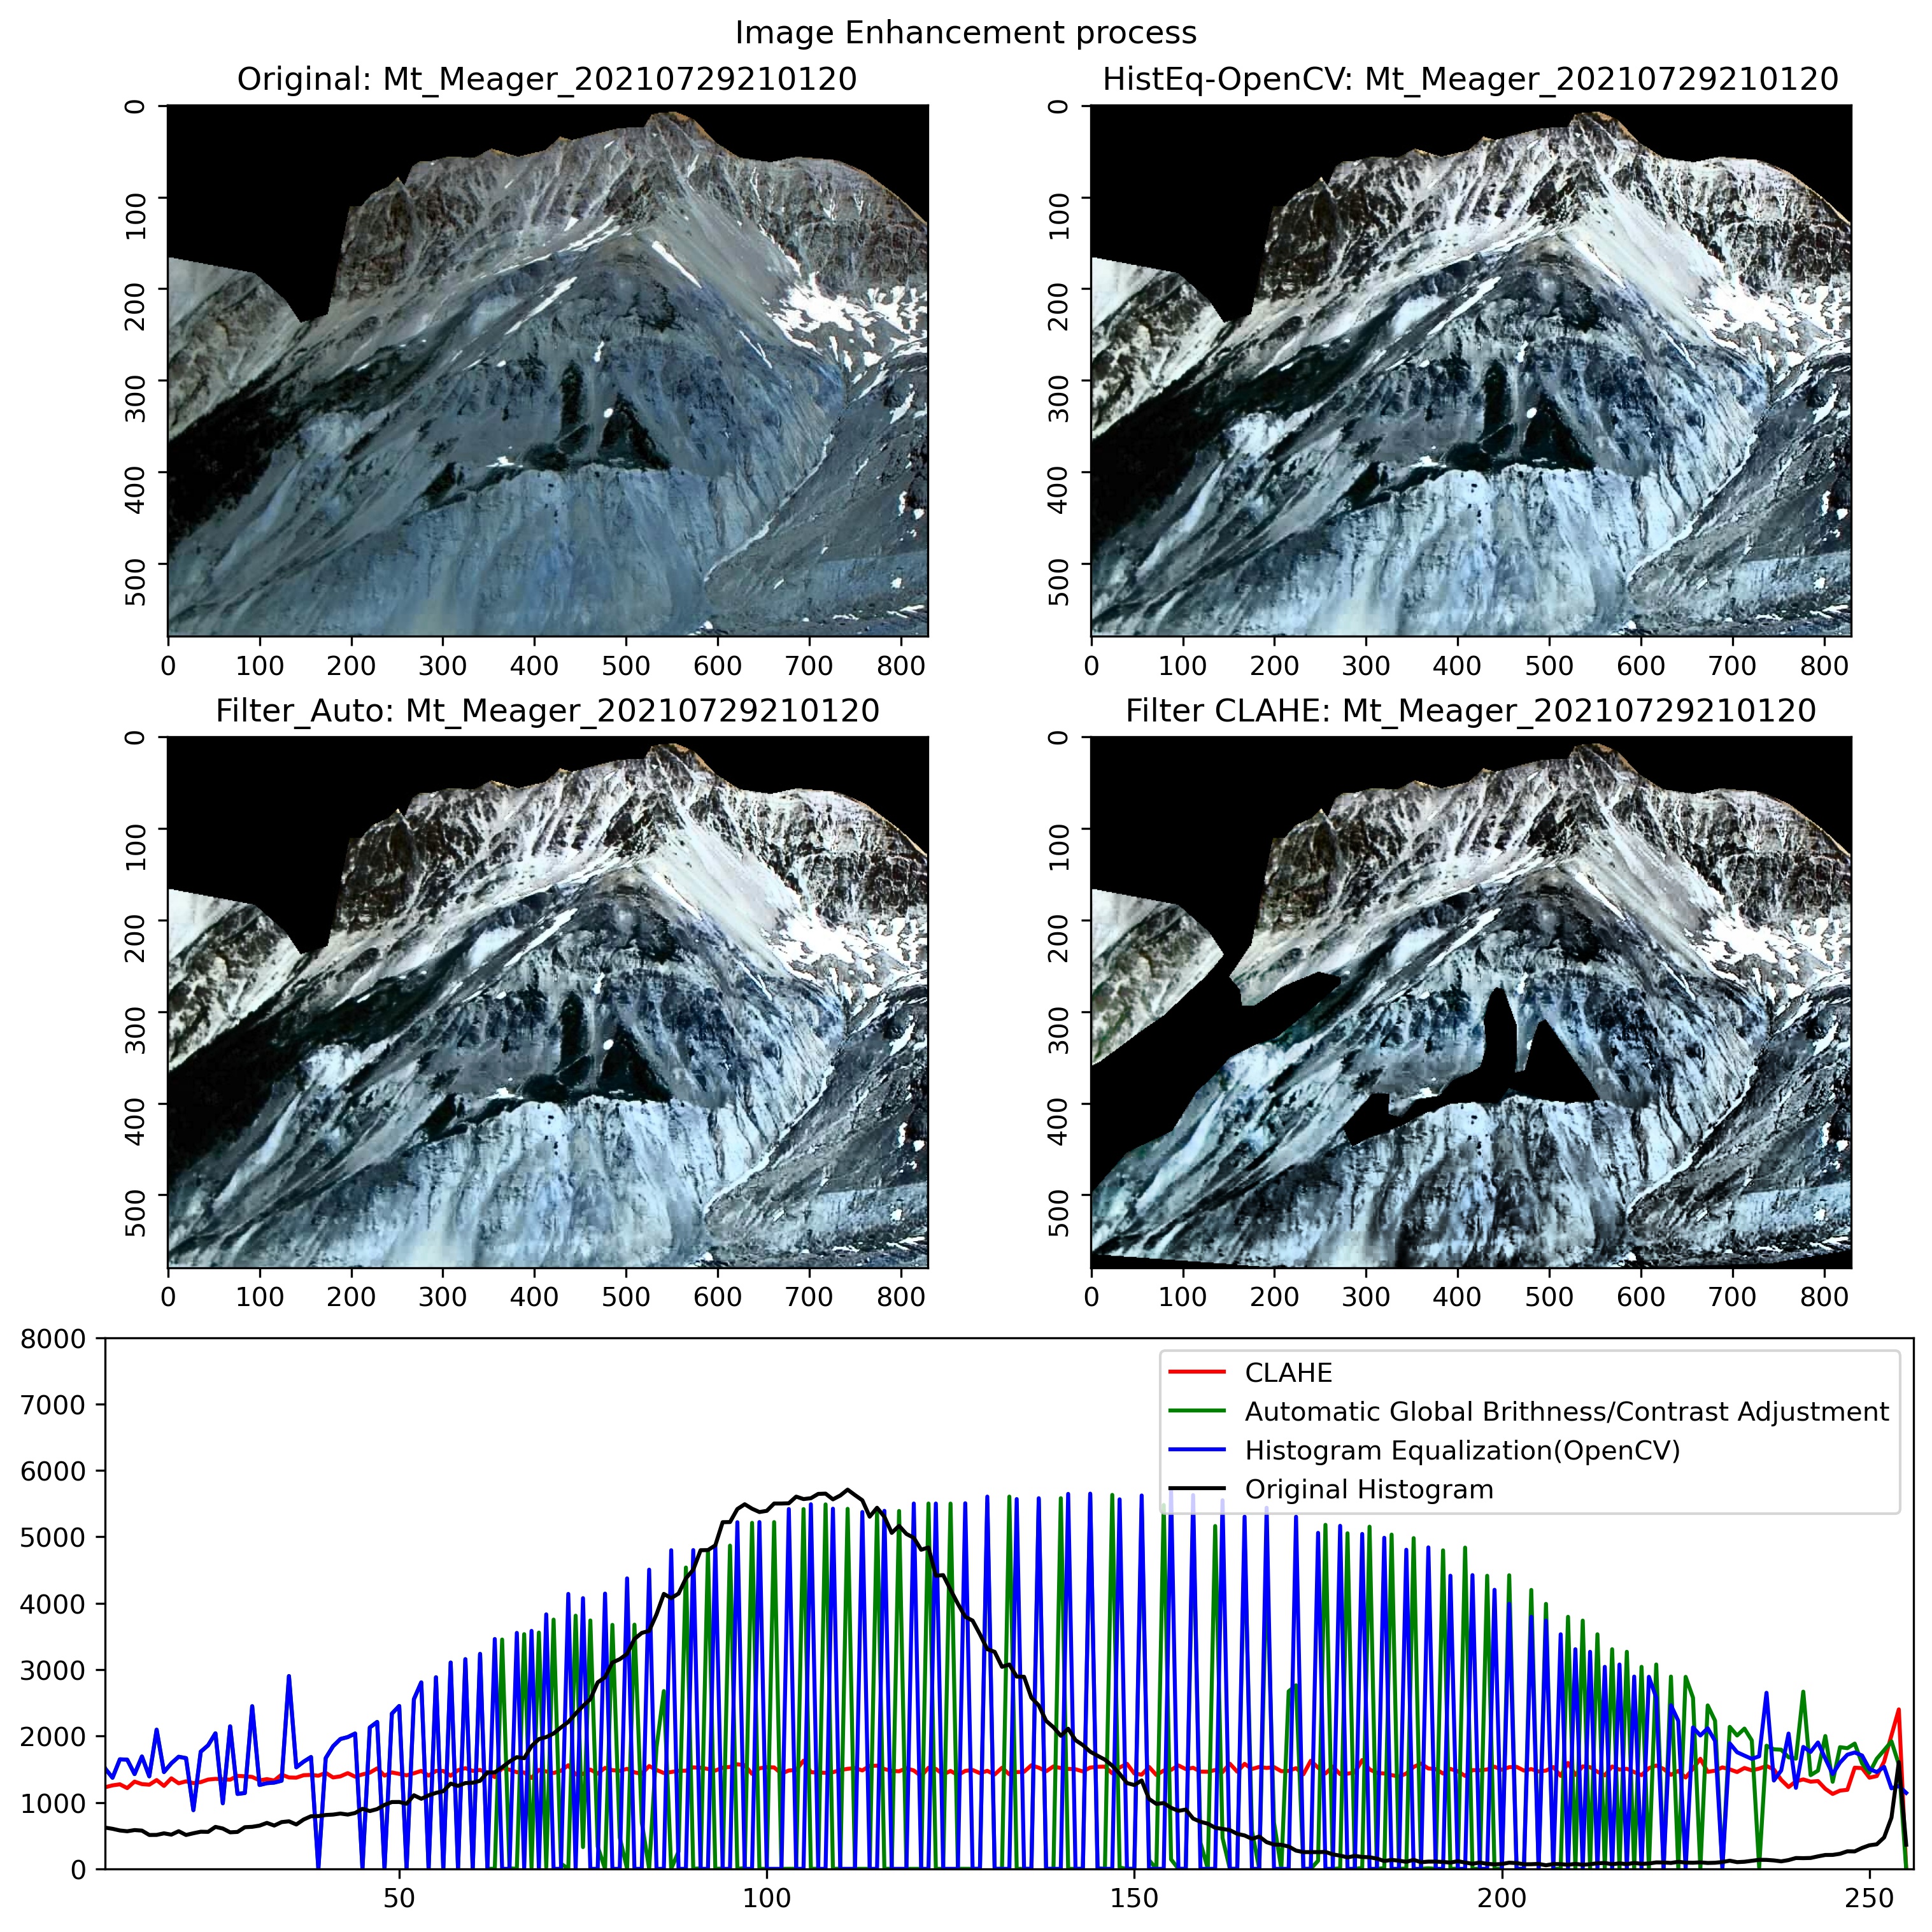 Image Enhancement process
Original: Mt_Meager_20210729210120
HistEq-OpenCV: Mt_Meager_20210729210120
0
100
200
300
400
500
0 100 200 300 400 500 600 700 800
0
100
200
300
400
500
0 100 200 300 400 500 600 700 800
Filter_Auto: Mt_Meager_20210729210120
Filter CLAHE: Mt_Meager_20210729210120
0
100
200
300
400
500
0 100 200 300 400 500 600 700 800
0
100
200
300
400
500
0 100 200 300 400 500 600 700 800
8000
7000
6000
5000
4000
3000
2000
1000
0
CLAHE
Automatic Global Brithness/Contrast Adjustment
Histogram Equalization(OpenCV)
Original Histogram
50 100 150 200 250